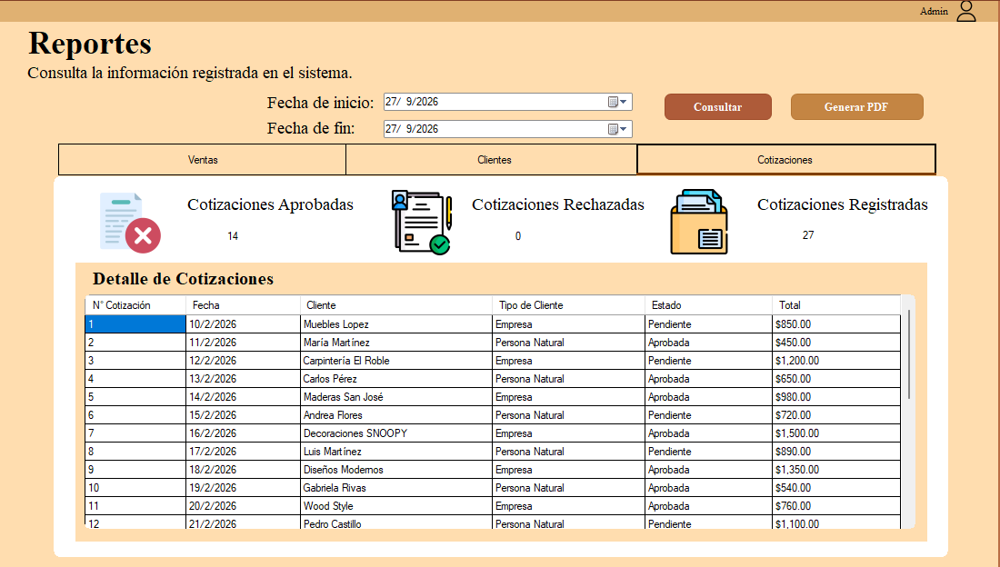 Admin
Reportes
Consulta la información registrada en el sistema.
Fecha de inicio: 27/ 9/2026
Consultar Generar PDF
Fecha de fin: 27/ 9/2026
Ventas Clientes Cotizaciones
Cotizaciones Aprobadas Cotizaciones Rechazadas Cotizaciones Registradas
14 0 27
Detalle de Cotizaciones
N° Cotización Fecha Cliente Tipo de Cliente Estado Total
1 10/2/2026 Muebles Lopez Empresa Pendiente $850.00
2 11/2/2026 María Martínez Persona Natural Aprobada $450.00
3 12/2/2026 Carpintería El Roble Empresa Pendiente $1,200.00
4 13/2/2026 Carlos Pérez Persona Natural Aprobada $650.00
5 14/2/2026 Maderas San José Empresa Aprobada $980.00
6 15/2/2026 Andrea Flores Persona Natural Pendiente $720.00
7 16/2/2026 Decoraciones SNOOPY Empresa Aprobada $1,500.00
8 17/2/2026 Luis Martínez Persona Natural Pendiente $890.00
9 18/2/2026 Diseños Modernos Empresa Aprobada $1,350.00
10 19/2/2026 Gabriela Rivas Persona Natural Aprobada $540.00
11 20/2/2026 Wood Style Empresa Aprobada $760.00
12 21/2/2026 Pedro Castillo Persona Natural Pendiente $1,100.00